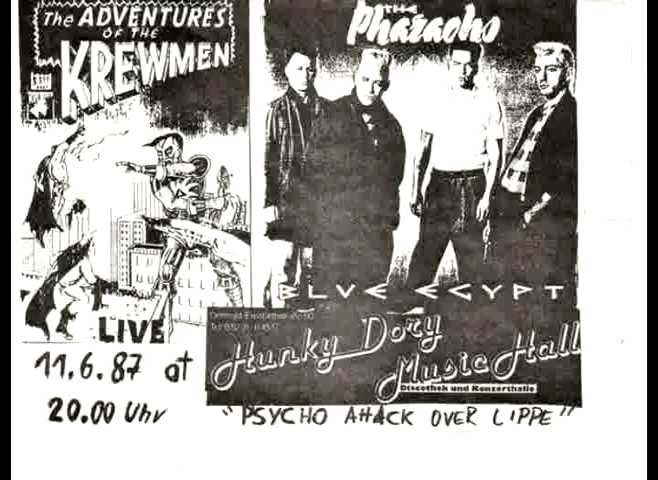 The ADVENTURES
OF THE
KREWMEN
THE
Pharaohs
BLVE EGYPT
LIVE
Hunky Dory
Music Hall
Discothek und Konzerthalle
11.6.87 at
20.00 Uhr
"PSYCHO AttACK OVER LIPPE"